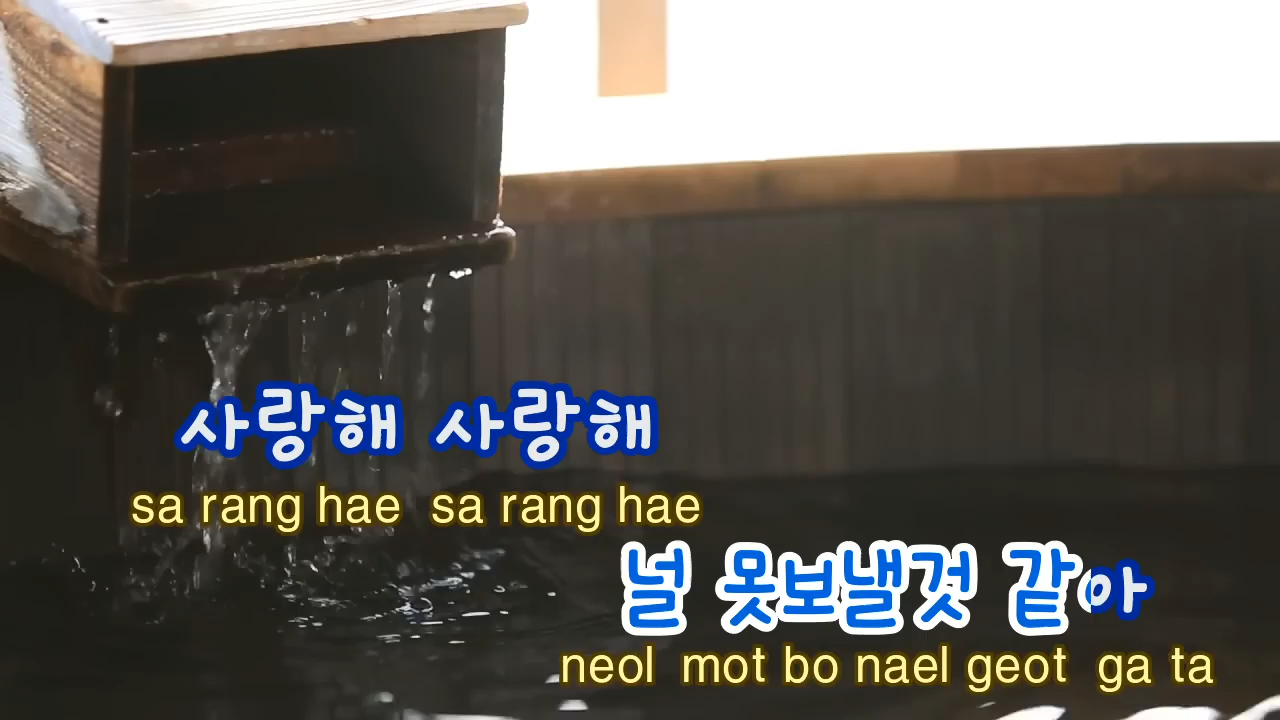 사랑해 사랑해
sa rang hae sa rang hae
널 못보낼것 같아
neol mot bo nael geot ga ta